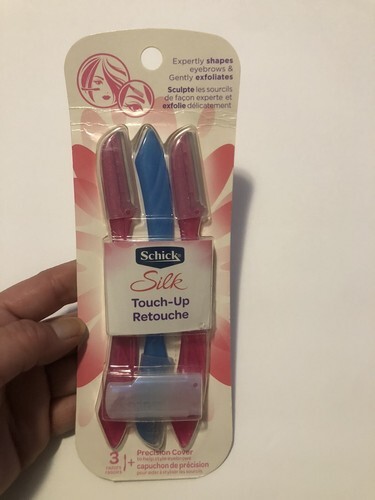 Expertly shapes
eyebrows &
Gently exfoliates
Sculpte les sourcils
de façon experte et
exfolie délicatement
Schick
Silk
Touch-Up
Retouche
3
+
Precision Cover
capuchon de précision